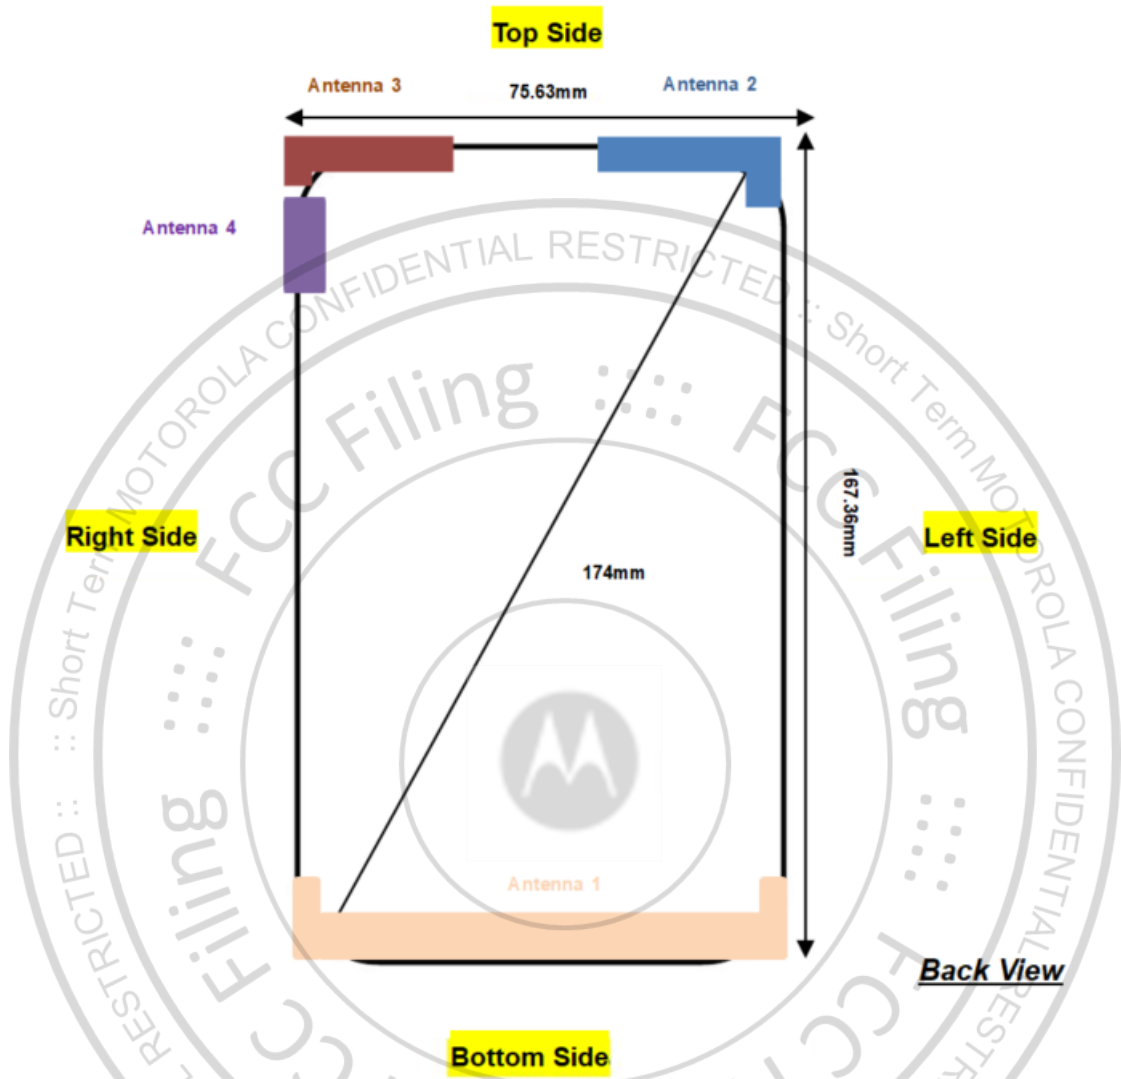 Top Side
Antenna 3
75.63mm
Antenna 2
Antenna 4
167.36mm
Right Side
Left Side
174mm
Antenna 1
Back View
Bottom Side
MOTOROLA CONFIDENTIAL RESTRICTED :: Short Term MOTOROLA CONFIDENTIAL RESTR
:: Short Term
RESTRICTED ::
FCC Filing :::: FCC Filing ::::
:::: Filing